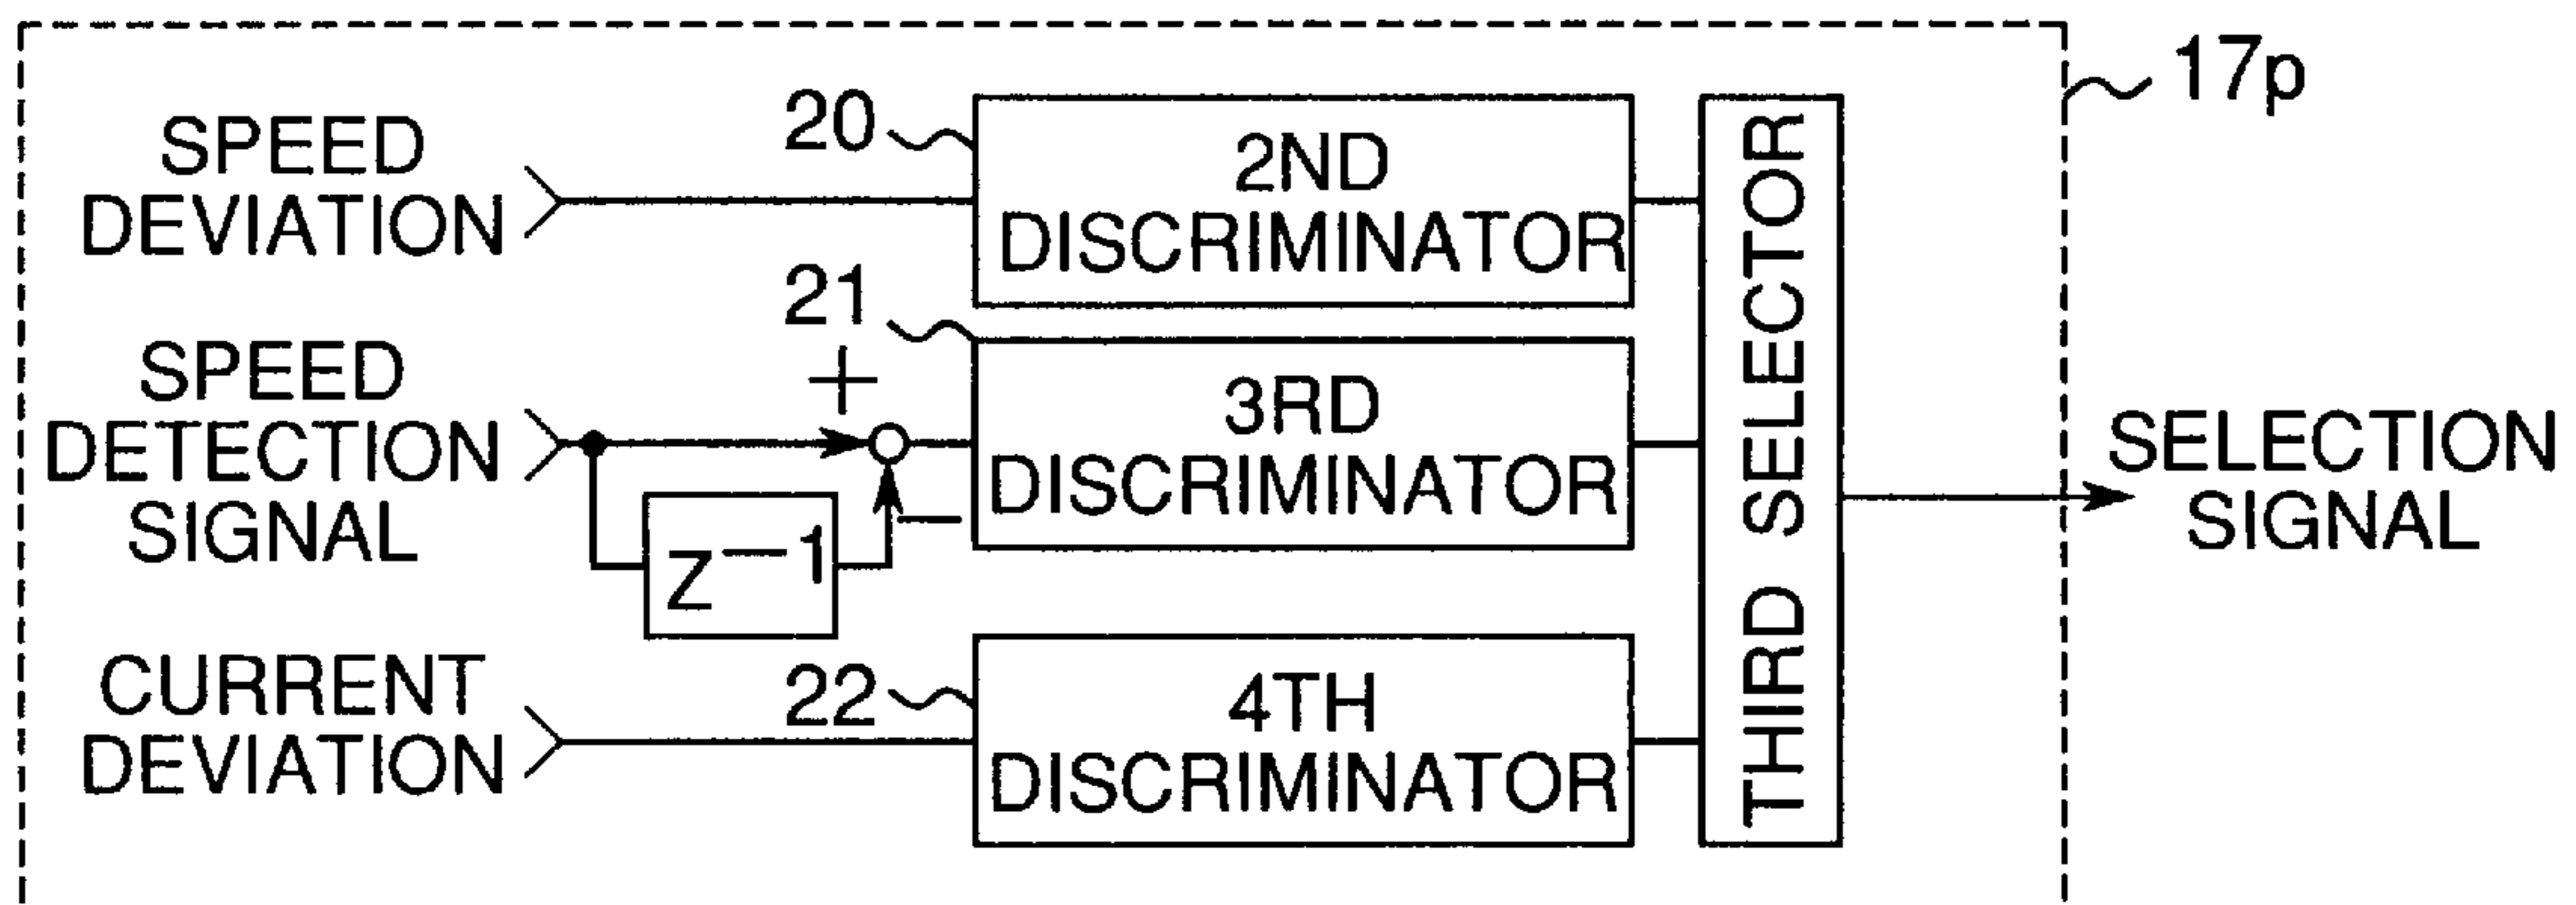 17p
SPEED
DEVIATION
20
2ND
DISCRIMINATOR
SPEED
DETECTION
SIGNAL
21
+
−
Z−1
3RD
DISCRIMINATOR
CURRENT
DEVIATION
22
4TH
DISCRIMINATOR
THIRD SELECTOR
SELECTION
SIGNAL